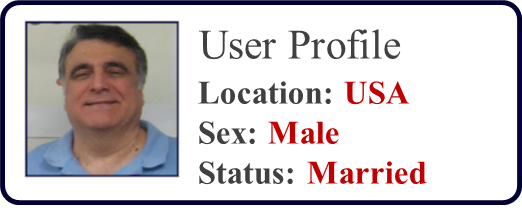 User Profile
Location: USA
Sex: Male
Status: Married